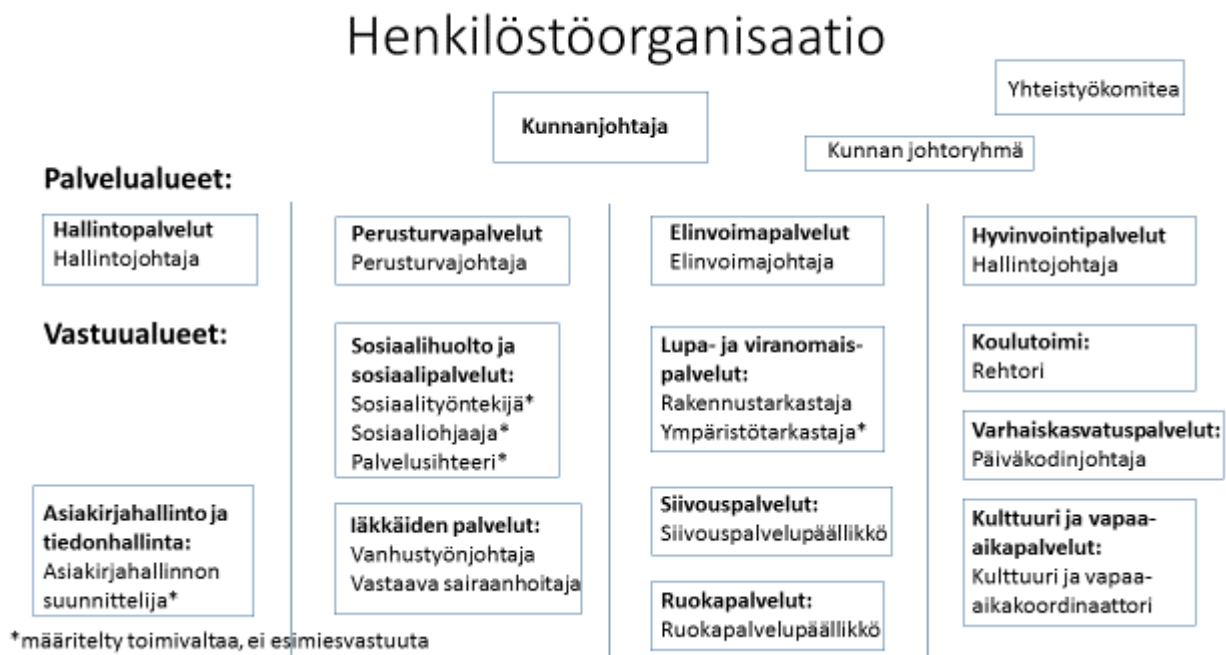 Henkilöstöorganisaatio
Yhteistyökomitea
Kunnanjohtaja
Kunnan johtoryhmä
Palvelualueet:
Hallintopalvelut
Hallintojohtaja
Perusturvapalvelut
Perusturvajohtaja
Elinvoimapalvelut
Elinvoimajohtaja
Hyvinvointipalvelut
Hallintojohtaja
Vastuualueet:
Asiakirjahallinto ja
tiedonhallinta:
Asiakirjahallinnon
suunnittelija*
Sosiaalihuolto ja
sosiaalipalvelut:
Sosiaalityöntekijä*
Sosiaaliohjaaja*
Palvelusihteeri*
Iäkkäiden palvelut:
Vanhustyönjohtaja
Vastaava sairaanhoitaja
Lupa- ja viranomais-
palvelut:
Rakennustarkastaja
Ympäristötarkastaja*
Siivouspalvelut:
Siivouspalvelupäällikkö
Ruokapalvelut:
Ruokapalvelupäällikkö
Koulutoimi:
Rehtori
Varhaiskasvatuspalvelut:
Päiväkodinjohtaja
Kulttuuri ja vapaa-
aikapalvelut:
Kulttuuri ja vapaa-
aikakoordinaattori
*määritelty toimivaltaa, ei esimiesvastuuta